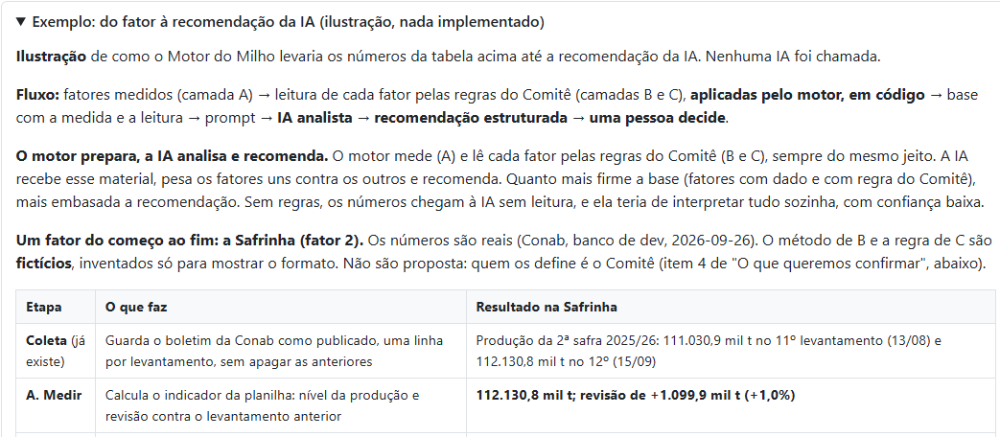 ▼ Exemplo: do fator à recomendação da IA (ilustração, nada implementado)
Ilustração de como o Motor do Milho levaria os números da tabela acima até a recomendação da IA. Nenhuma IA foi chamada.
Fluxo: fatores medidos (camada A) → leitura de cada fator pelas regras do Comitê (camadas B e C), aplicadas pelo motor, em código → base
com a medida e a leitura → prompt → IA analista → recomendação estruturada → uma pessoa decide.
O motor prepara, a IA analisa e recomenda. O motor mede (A) e lê cada fator pelas regras do Comitê (B e C), sempre do mesmo jeito. A IA
recebe esse material, pesa os fatores uns contra os outros e recomenda. Quanto mais firme a base (fatores com dado e com regra do Comitê),
mais embasada a recomendação. Sem regras, os números chegam à IA sem leitura, e ela teria de interpretar tudo sozinha, com confiança baixa.
Um fator do começo ao fim: a Safrinha (fator 2). Os números são reais (Conab, banco de dev, 2026-09-26). O método de B e a regra de C são
fictícios, inventados só para mostrar o formato. Não são proposta: quem os define é o Comitê (item 4 de "O que queremos confirmar", abaixo).
Etapa O que faz Resultado na Safrinha
Coleta (já Guarda o boletim da Conab como publicado, uma linha Produção da 2ª safra 2025/26: 111.030,9 mil t no 11º levantamento (13/08) e
existe) por levantamento, sem apagar as anteriores 112.130,8 mil t no 12º (15/09)
A. Medir Calcula o indicador da planilha: nível da produção e 112.130,8 mil t; revisão de +1.099,9 mil t (+1,0%)
revisão contra o levantamento anterior